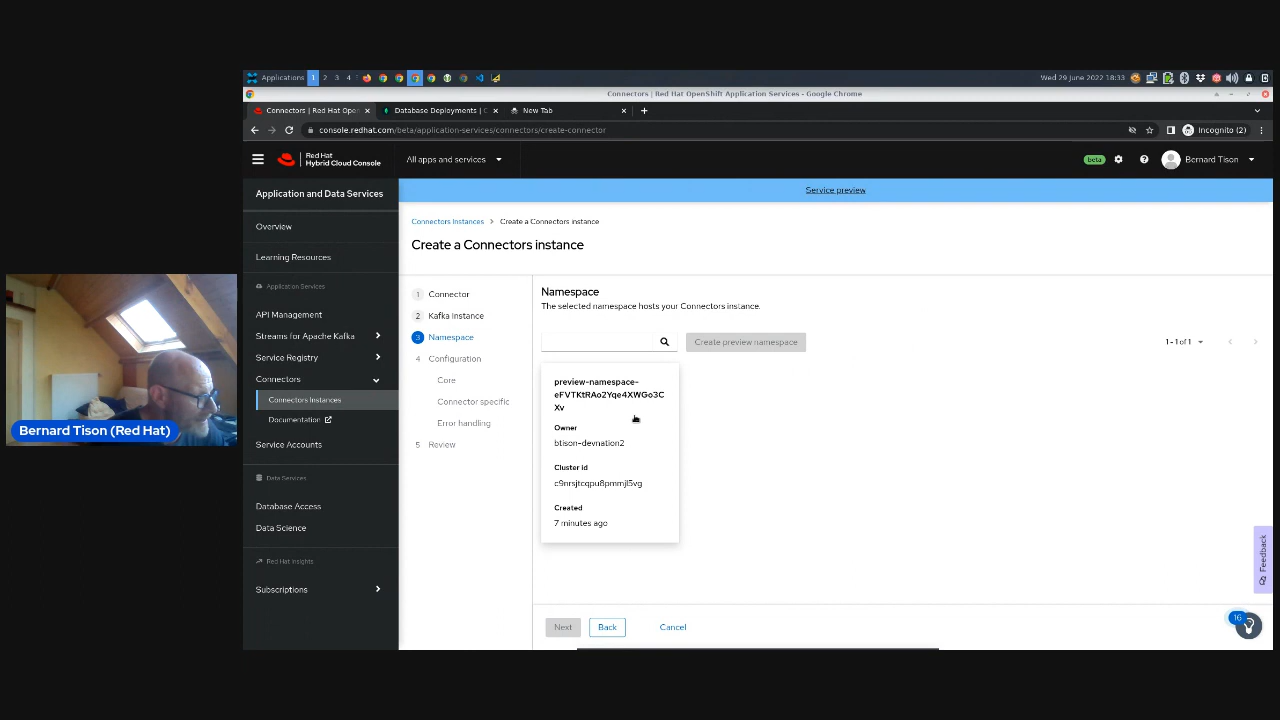 Applications 1 2 3 4
Wed 29 June 2022 18:33
Connectors | Red Hat OpenShift Application Services - Google Chrome
Connectors | Red Hat Open
Database Deployments | C
New Tab
console.redhat.com/beta/application-services/connectors/create-connector
Incognito (2)
Red Hat
Hybrid Cloud Console
All apps and services
beta
Bernard Tison
Application and Data Services
Overview
Learning Resources
Application Services
API Management
Streams for Apache Kafka
Service Registry
Connectors
Connectors Instances
Documentation
Service Accounts
Data Services
Database Access
Data Science
Red Hat Insights
Subscriptions
Service preview
Connectors Instances > Create a Connectors instance
Create a Connectors instance
1 Connector
2 Kafka Instance
3 Namespace
4 Configuration
Core
Connector specific
Error handling
5 Review
Namespace
The selected namespace hosts your Connectors instance.
Create preview namespace
1 - 1 of 1
preview-namespace-
eFVTKtRAo2Yqe4XWGo3C
Xv
Owner
btison-devnation2
Cluster id
c9nrsjtcqpu8pmmjl5vg
Created
7 minutes ago
Next
Back
Cancel
Feedback
16
Bernard Tison (Red Hat)